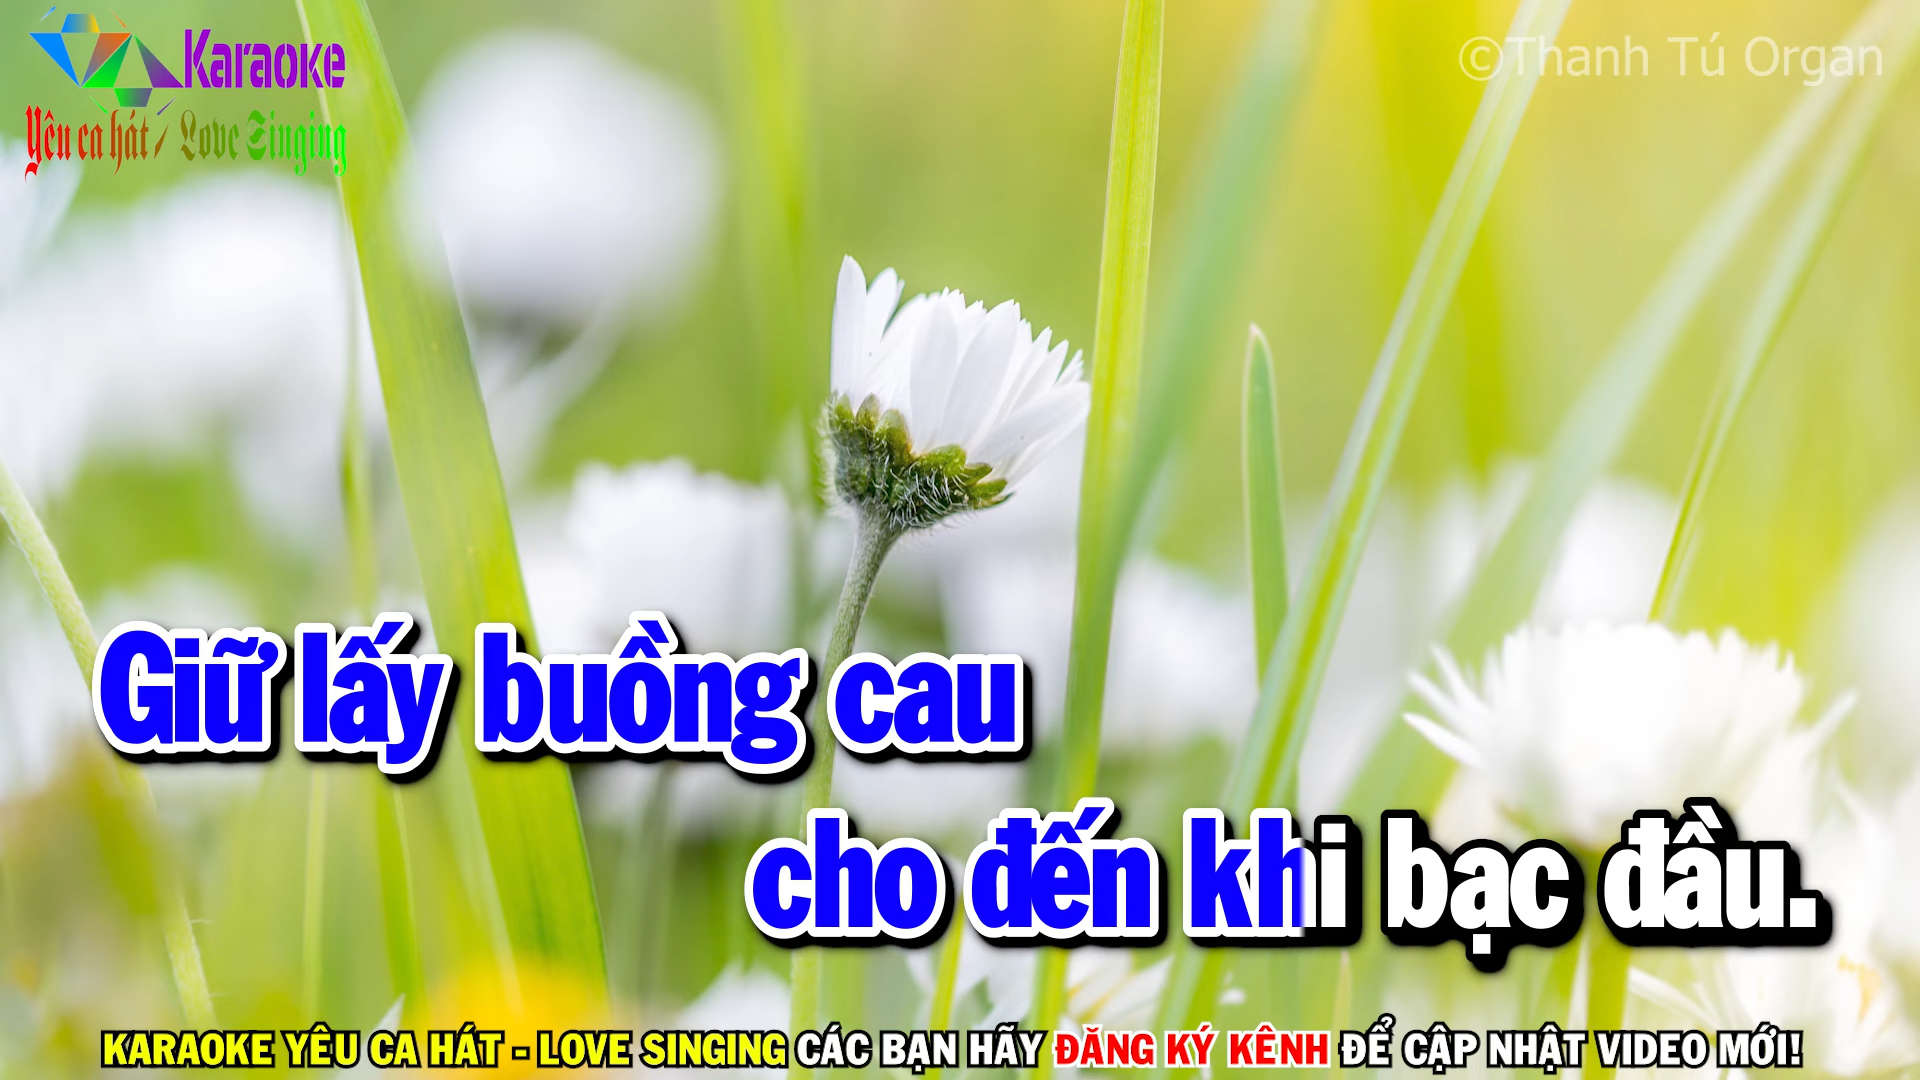 Karaoke
Yêu ca hát / Love Singing
©Thanh Tú Organ
Giữ lấy buồng cau
cho đến khi bạc đầu.
KARAOKE YÊU CA HÁT - LOVE SINGING CÁC BẠN HÃY ĐĂNG KÝ KÊNH ĐỂ CẬP NHẬT VIDEO MỚI!